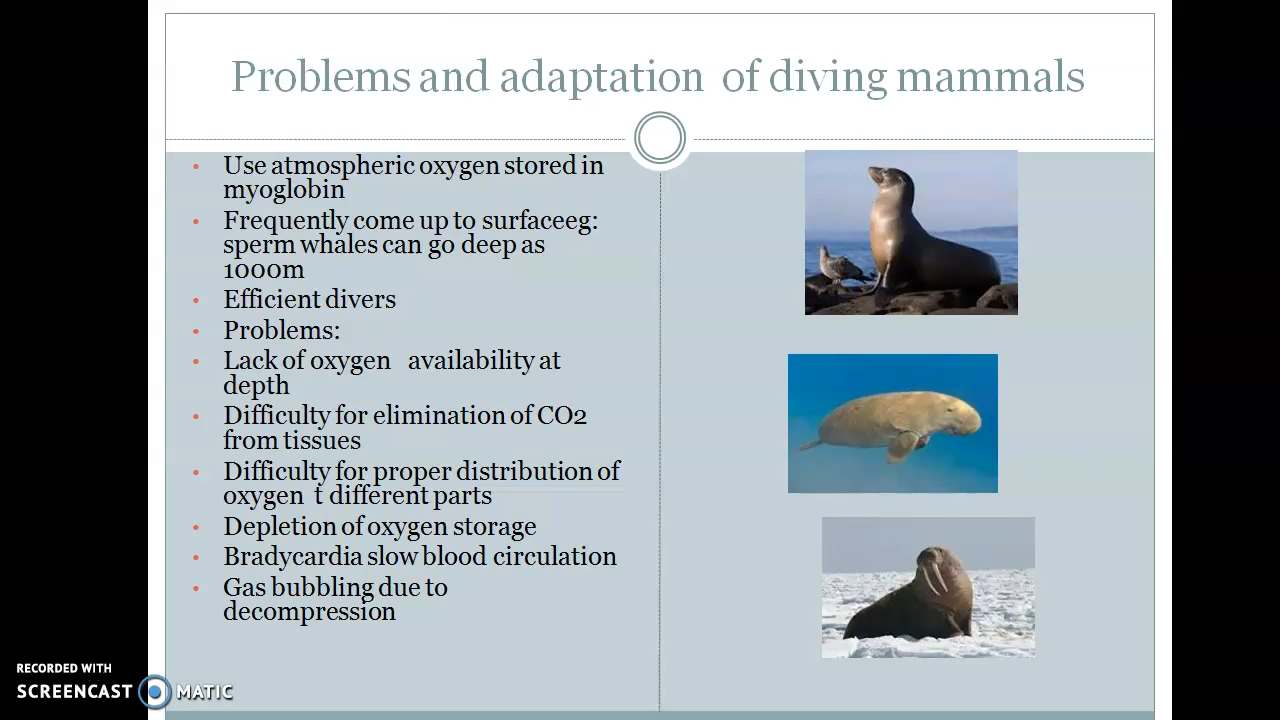 Problems and adaptation of diving mammals
Use atmospheric oxygen stored in
myoglobin
Frequently come up to surfaceeg:
sperm whales can go deep as
1000m
Efficient divers
Problems:
Lack of oxygen availability at
depth
Difficulty for elimination of CO2
from tissues
Difficulty for proper distribution of
oxygen t different parts
Depletion of oxygen storage
Bradycardia slow blood circulation
Gas bubbling due to
decompression
RECORDED WITH
SCREENCAST MATIC